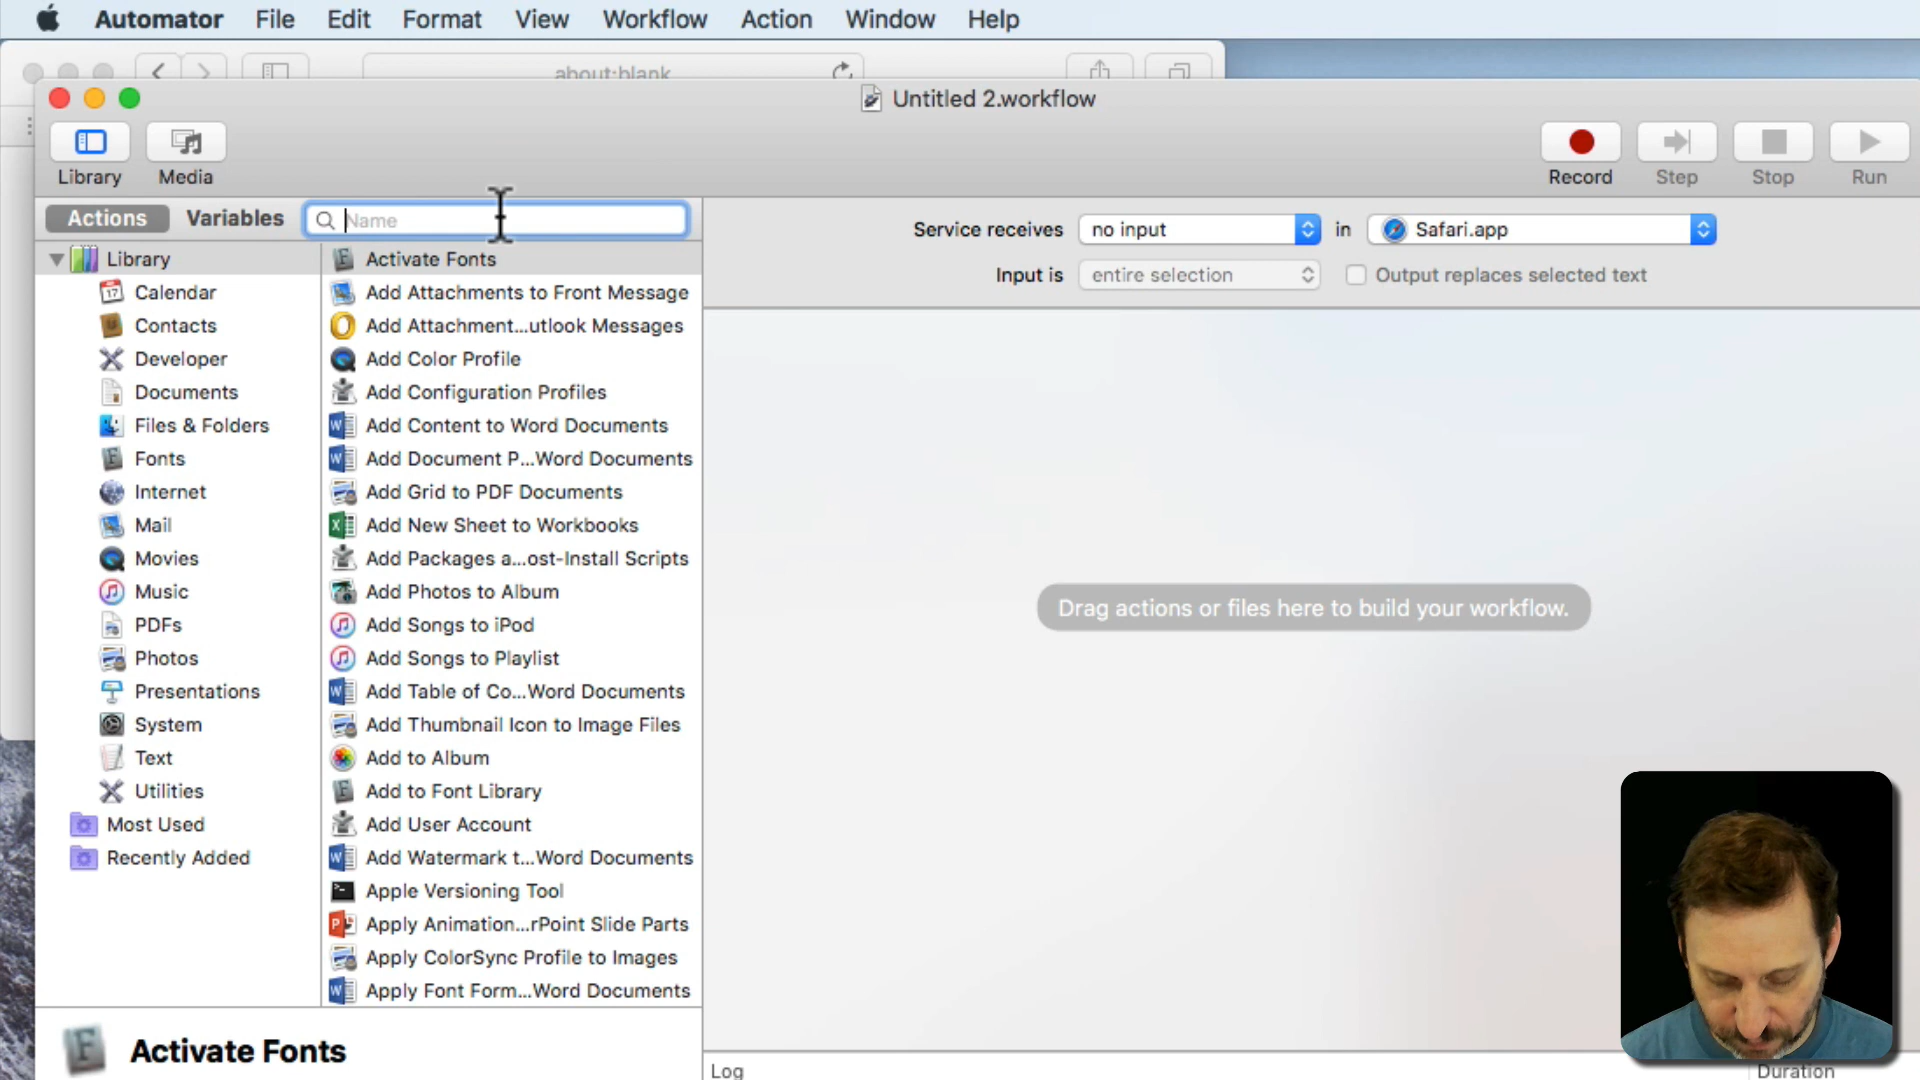 Automator File Edit Format View Workflow Action Window Help
about:blank
Untitled 2.workflow
Library Media Record Step Stop Run
Actions Variables Name
Service receives no input in Safari.app
Input is entire selection Output replaces selected text
Library
17
Calendar
Contacts
Developer
Documents
Files & Folders
Fonts
Internet
Mail
Movies
Music
PDFs
Photos
Presentations
System
Text
Utilities
Most Used
Recently Added
Activate Fonts
Add Attachments to Front Message
Add Attachment...utlook Messages
Add Color Profile
Add Configuration Profiles
Add Content to Word Documents
Add Document P...Word Documents
Add Grid to PDF Documents
Add New Sheet to Workbooks
Add Packages a...ost-Install Scripts
Add Photos to Album
Add Songs to iPod
Add Songs to Playlist
Add Table of Co...Word Documents
Add Thumbnail Icon to Image Files
Add to Album
Add to Font Library
Add User Account
Add Watermark t...Word Documents
Apple Versioning Tool
Apply Animation...rPoint Slide Parts
Apply ColorSync Profile to Images
Apply Font Form...Word Documents
Drag actions or files here to build your workflow.
Activate Fonts
Log Duration